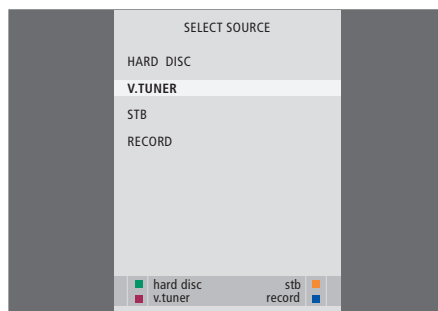 SELECT SOURCE
HARD DISC
V.TUNER
STB
RECORD
hard disc stb
v.tuner record